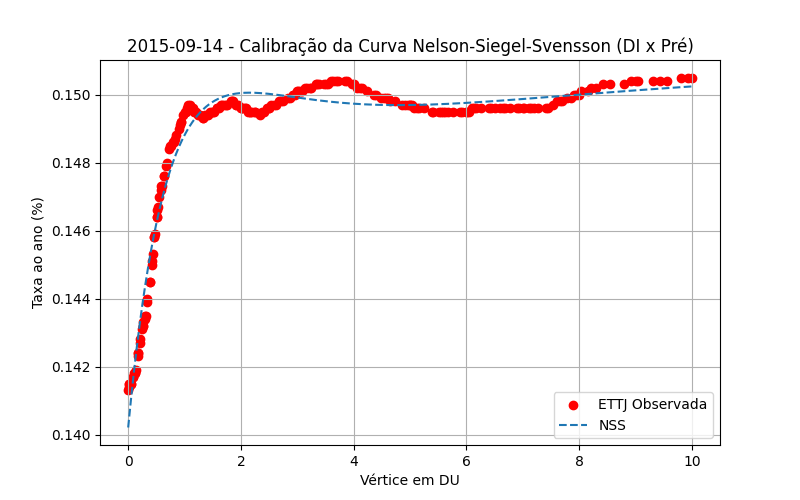 2015-09-14 - Calibração da Curva Nelson-Siegel-Svensson (DI x Pré)
Taxa ao ano (%)
0.150
0.148
0.146
0.144
0.142
0.140
ETTJ Observada
NSS
0 2 4 6 8 10
Vértice em DU